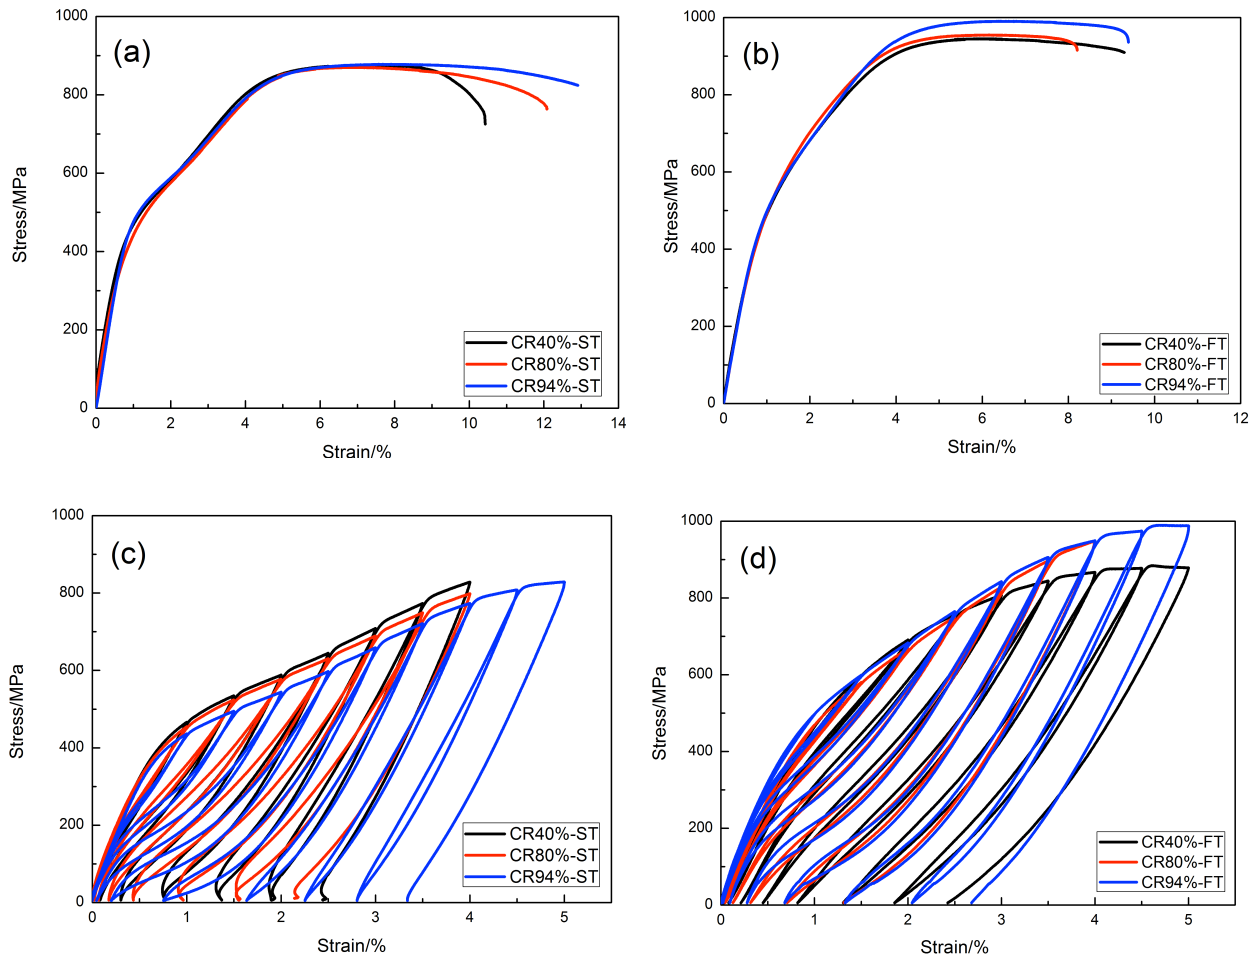 (a)
1000
800
600
400
200
0
Stress/MPa
0 2 4 6 8 10 12 14
Strain/%
CR40%-ST
CR80%-ST
CR94%-ST
(b)
1000
800
600
400
200
0
Stress/MPa
0 2 4 6 8 10 12
Strain/%
CR40%-FT
CR80%-FT
CR94%-FT
(c)
1000
800
600
400
200
0
Stress/MPa
0 1 2 3 4 5
Strain/%
CR40%-ST
CR80%-ST
CR94%-ST
(d)
1000
800
600
400
200
0
Stress/MPa
0 1 2 3 4 5
Strain/%
CR40%-FT
CR80%-FT
CR94%-FT